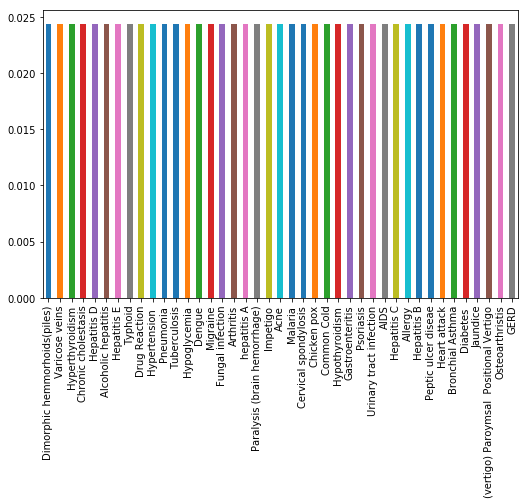 0.025
0.020
0.015
0.010
0.005
0.000
Dimorphic hemmorhoids(piles)
Varicose veins
Hyperthyroidism
Chronic cholestasis
Hepatitis D
Alcoholic hepatitis
Hepatitis E
Typhoid
Drug Reaction
Hypertension
Pneumonia
Tuberculosis
Hypoglycemia
Dengue
Migraine
Fungal infection
Arthritis
hepatitis A
Paralysis (brain hemorrhage)
Impetigo
Acne
Malaria
Cervical spondylosis
Chicken pox
Common Cold
Hypothyroidism
Gastroenteritis
Psoriasis
Urinary tract infection
AIDS
Hepatitis C
Allergy
Hepatitis B
Peptic ulcer diseae
Heart attack
Bronchial Asthma
Diabetes
Jaundice
(vertigo) Paroymsal  Positional Vertigo
Osteoarthristis
GERD